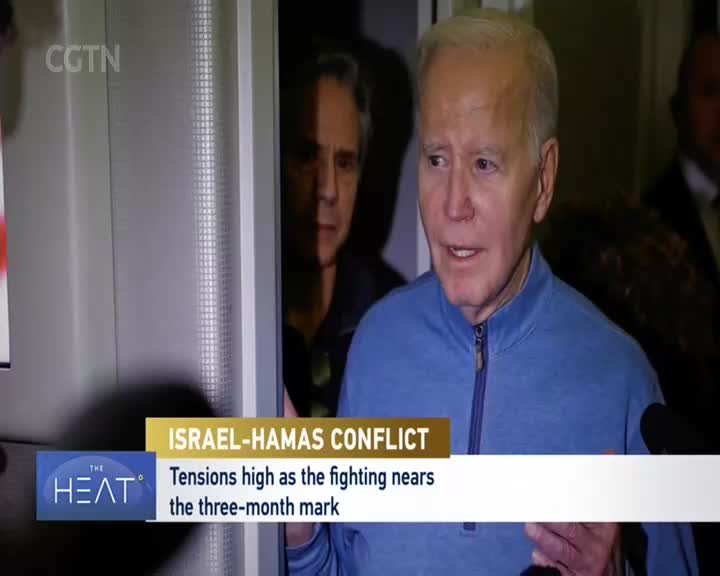 CGTN
ISRAEL-HAMAS CONFLICT
THE
HEAT
Tensions high as the fighting nears
the three-month mark